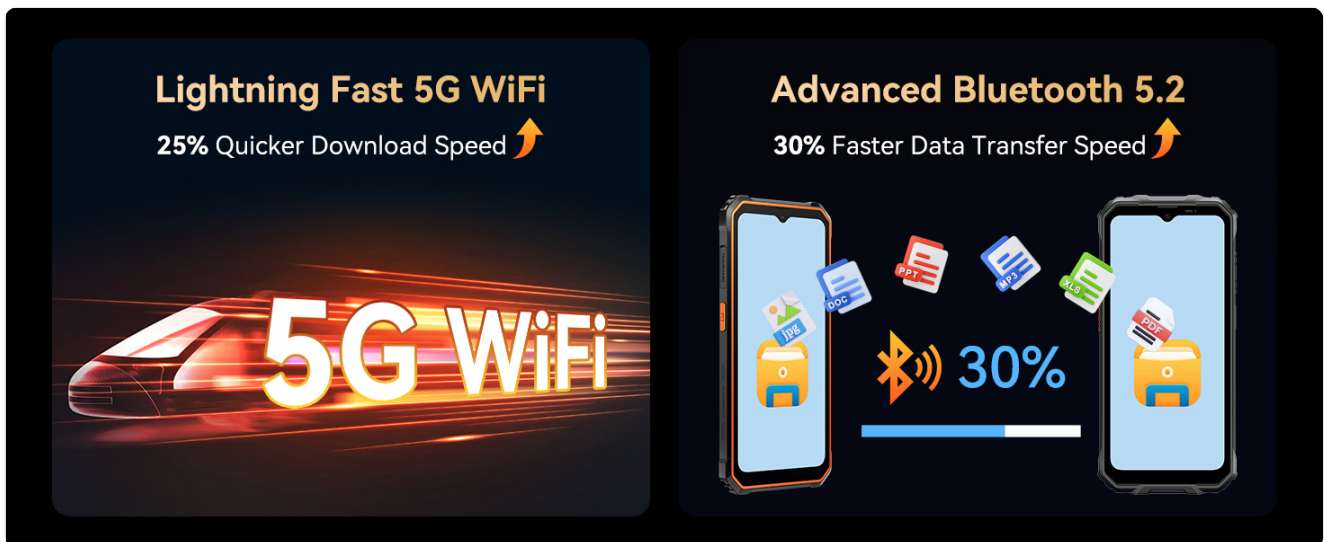 Lightning Fast 5G WiFi
25% Quicker Download Speed
5G WiFi
Advanced Bluetooth 5.2
30% Faster Data Transfer Speed
jpg
DOC
PPT
MP3
XLS
PDF
30%